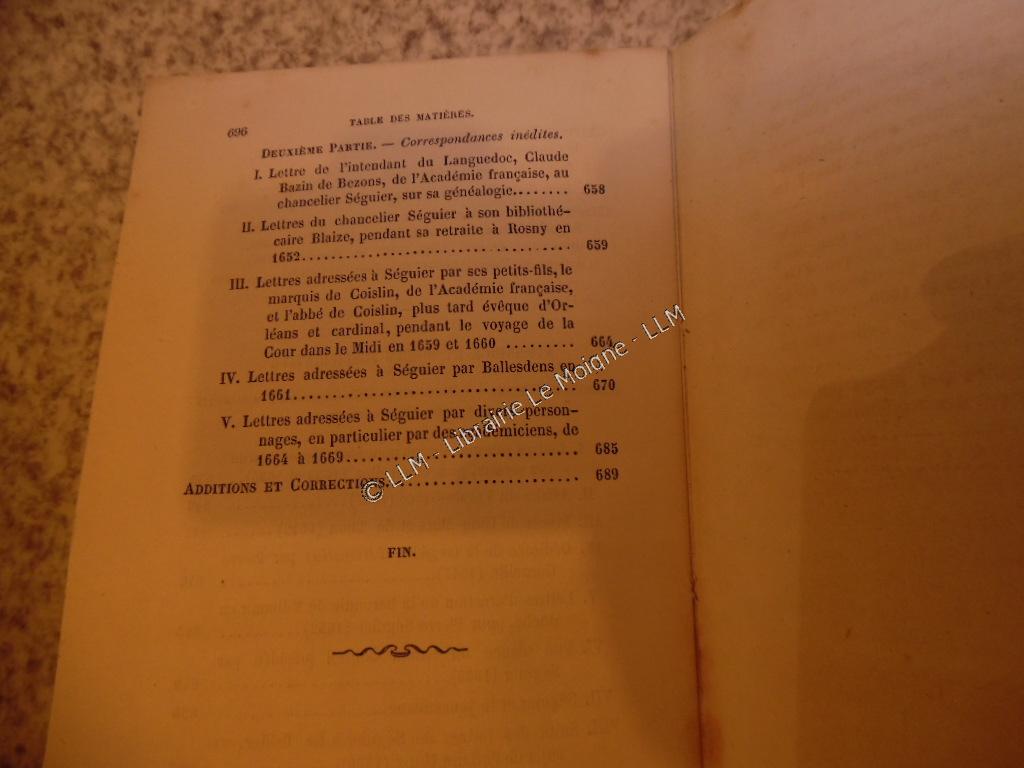 696
TABLE DES MATIÈRES.
DEUXIÈME PARTIE. — Correspondances inédites.
I. Lettre de l'intendant du Languedoc, Claude
Bazin de Bezons, de l'Académie française, au
chancelier Séguier, sur sa généalogie........ 658
II. Lettres du chancelier Séguier à son bibliothé-
caire Blaize, pendant sa retraite à Rosny en
1652................................. 659
III. Lettres adressées à Séguier par ses petits-fils, le
marquis de Coislin, de l'Académie française,
et l'abbé de Coislin, plus tard évêque d'Or-
léans et cardinal, pendant le voyage de la
Cour dans le Midi en 1659 et 1660 ......... 664
IV. Lettres adressées à Séguier par Ballesdens en
1661................................. 670
V. Lettres adressées à Séguier par divers person-
nages, en particulier par des académiciens, de
1664 à 1669........................... 685
ADDITIONS ET CORRECTIONS...................... 689
FIN.
© LLM - Librairie Le Moigne - LLM